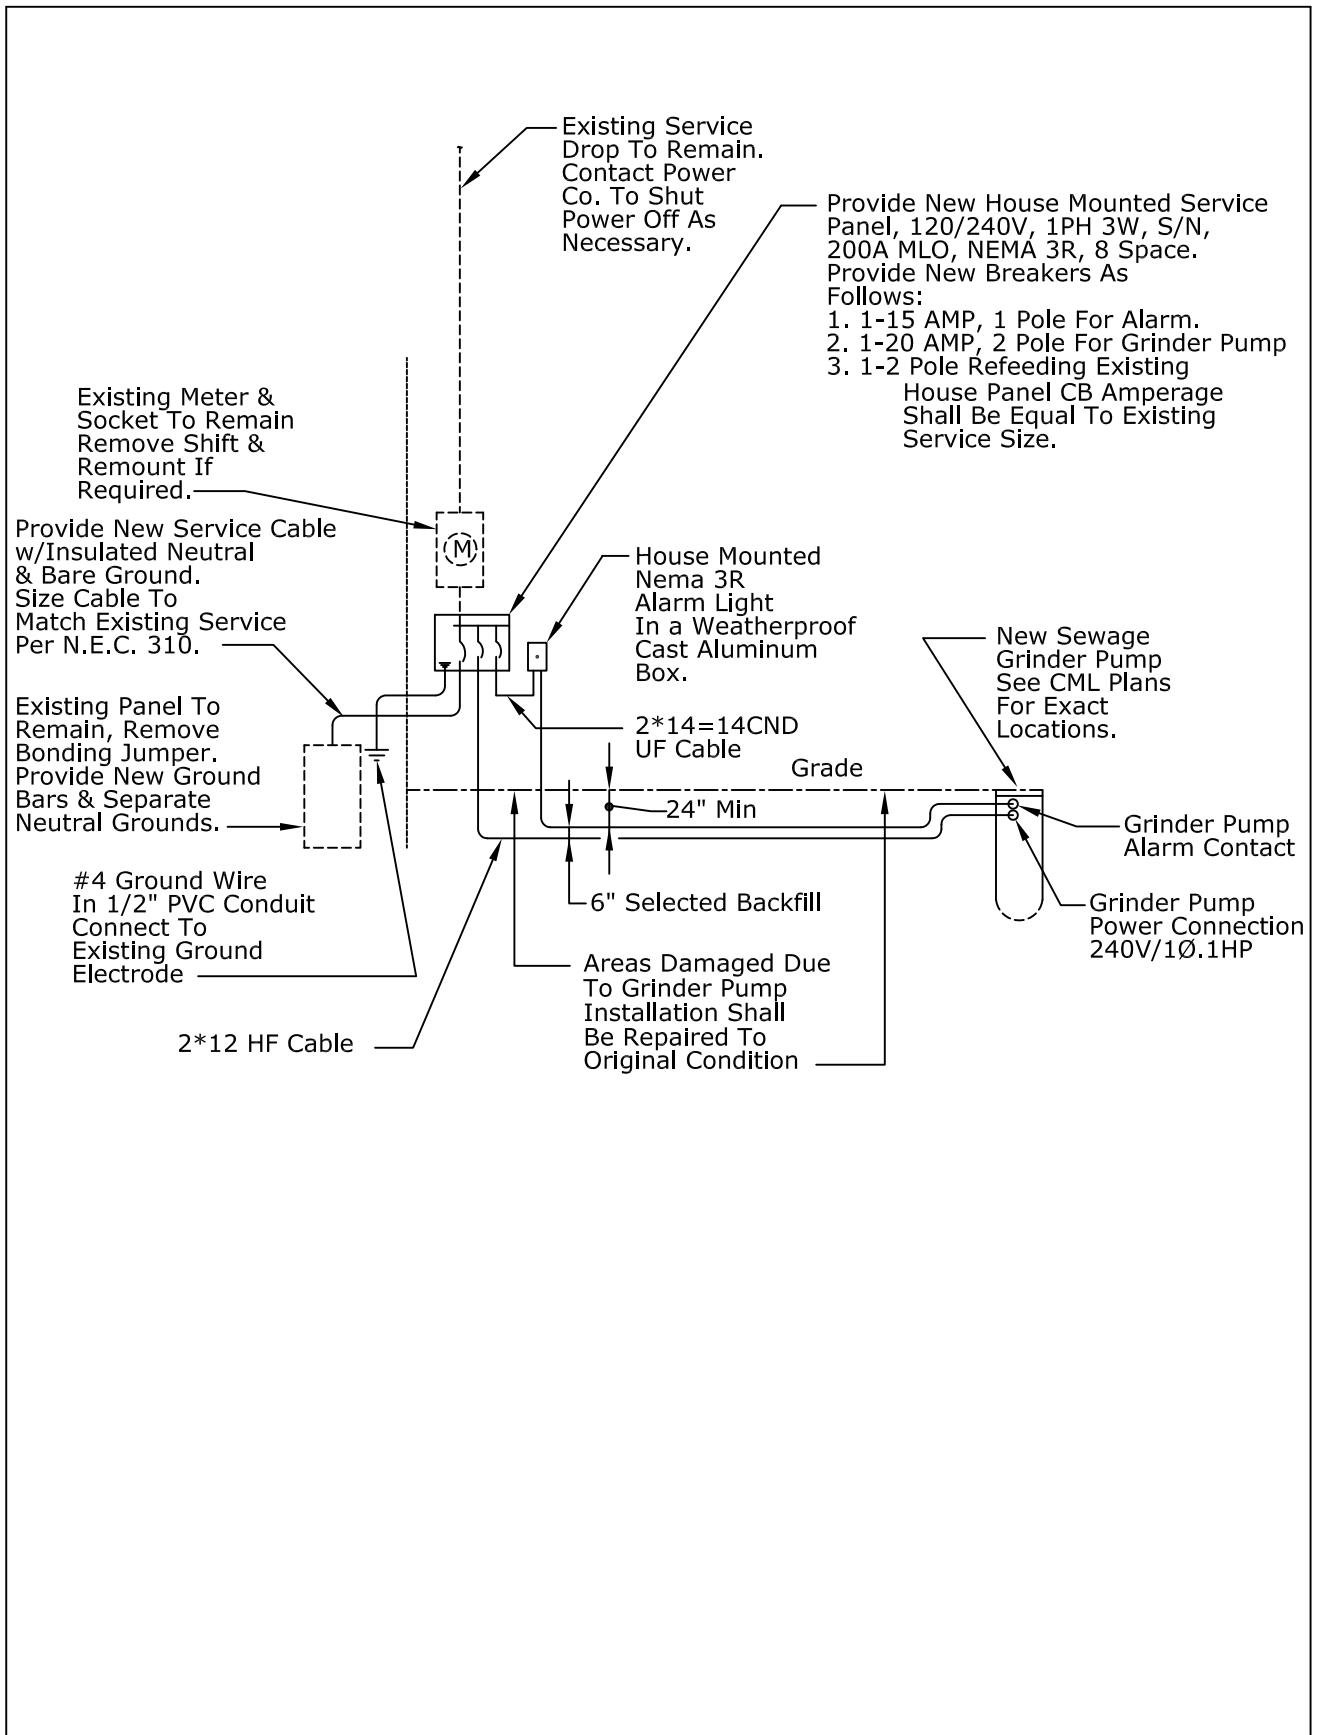 Existing Service
Drop To Remain.
Contact Power
Co. To Shut
Power Off As
Necessary.
Provide New House Mounted Service
Panel, 120/240V, 1PH 3W, S/N,
200A MLO, NEMA 3R, 8 Space.
Provide New Breakers As
Follows:
1. 1-15 AMP, 1 Pole For Alarm.
2. 1-20 AMP, 2 Pole For Grinder Pump
3. 1-2 Pole Refeeding Existing
House Panel CB Amperage
Shall Be Equal To Existing
Service Size.
Existing Meter &
Socket To Remain
Remove Shift &
Remount If
Required.
Provide New Service Cable
w/Insulated Neutral
& Bare Ground.
Size Cable To
Match Existing Service
Per N.E.C. 310.
M
House Mounted
Nema 3R
Alarm Light
In a Weatherproof
Cast Aluminum
Box.
New Sewage
Grinder Pump
See CML Plans
For Exact
Locations.
Existing Panel To
Remain, Remove
Bonding Jumper.
Provide New Ground
Bars & Separate
Neutral Grounds.
2*14=14CND
UF Cable
Grade
24" Min
Grinder Pump
Alarm Contact
#4 Ground Wire
In 1/2" PVC Conduit
Connect To
Existing Ground
Electrode
6" Selected Backfill
Grinder Pump
Power Connection
240V/1Ø.1HP
Areas Damaged Due
To Grinder Pump
Installation Shall
Be Repaired To
Original Condition
2*12 HF Cable